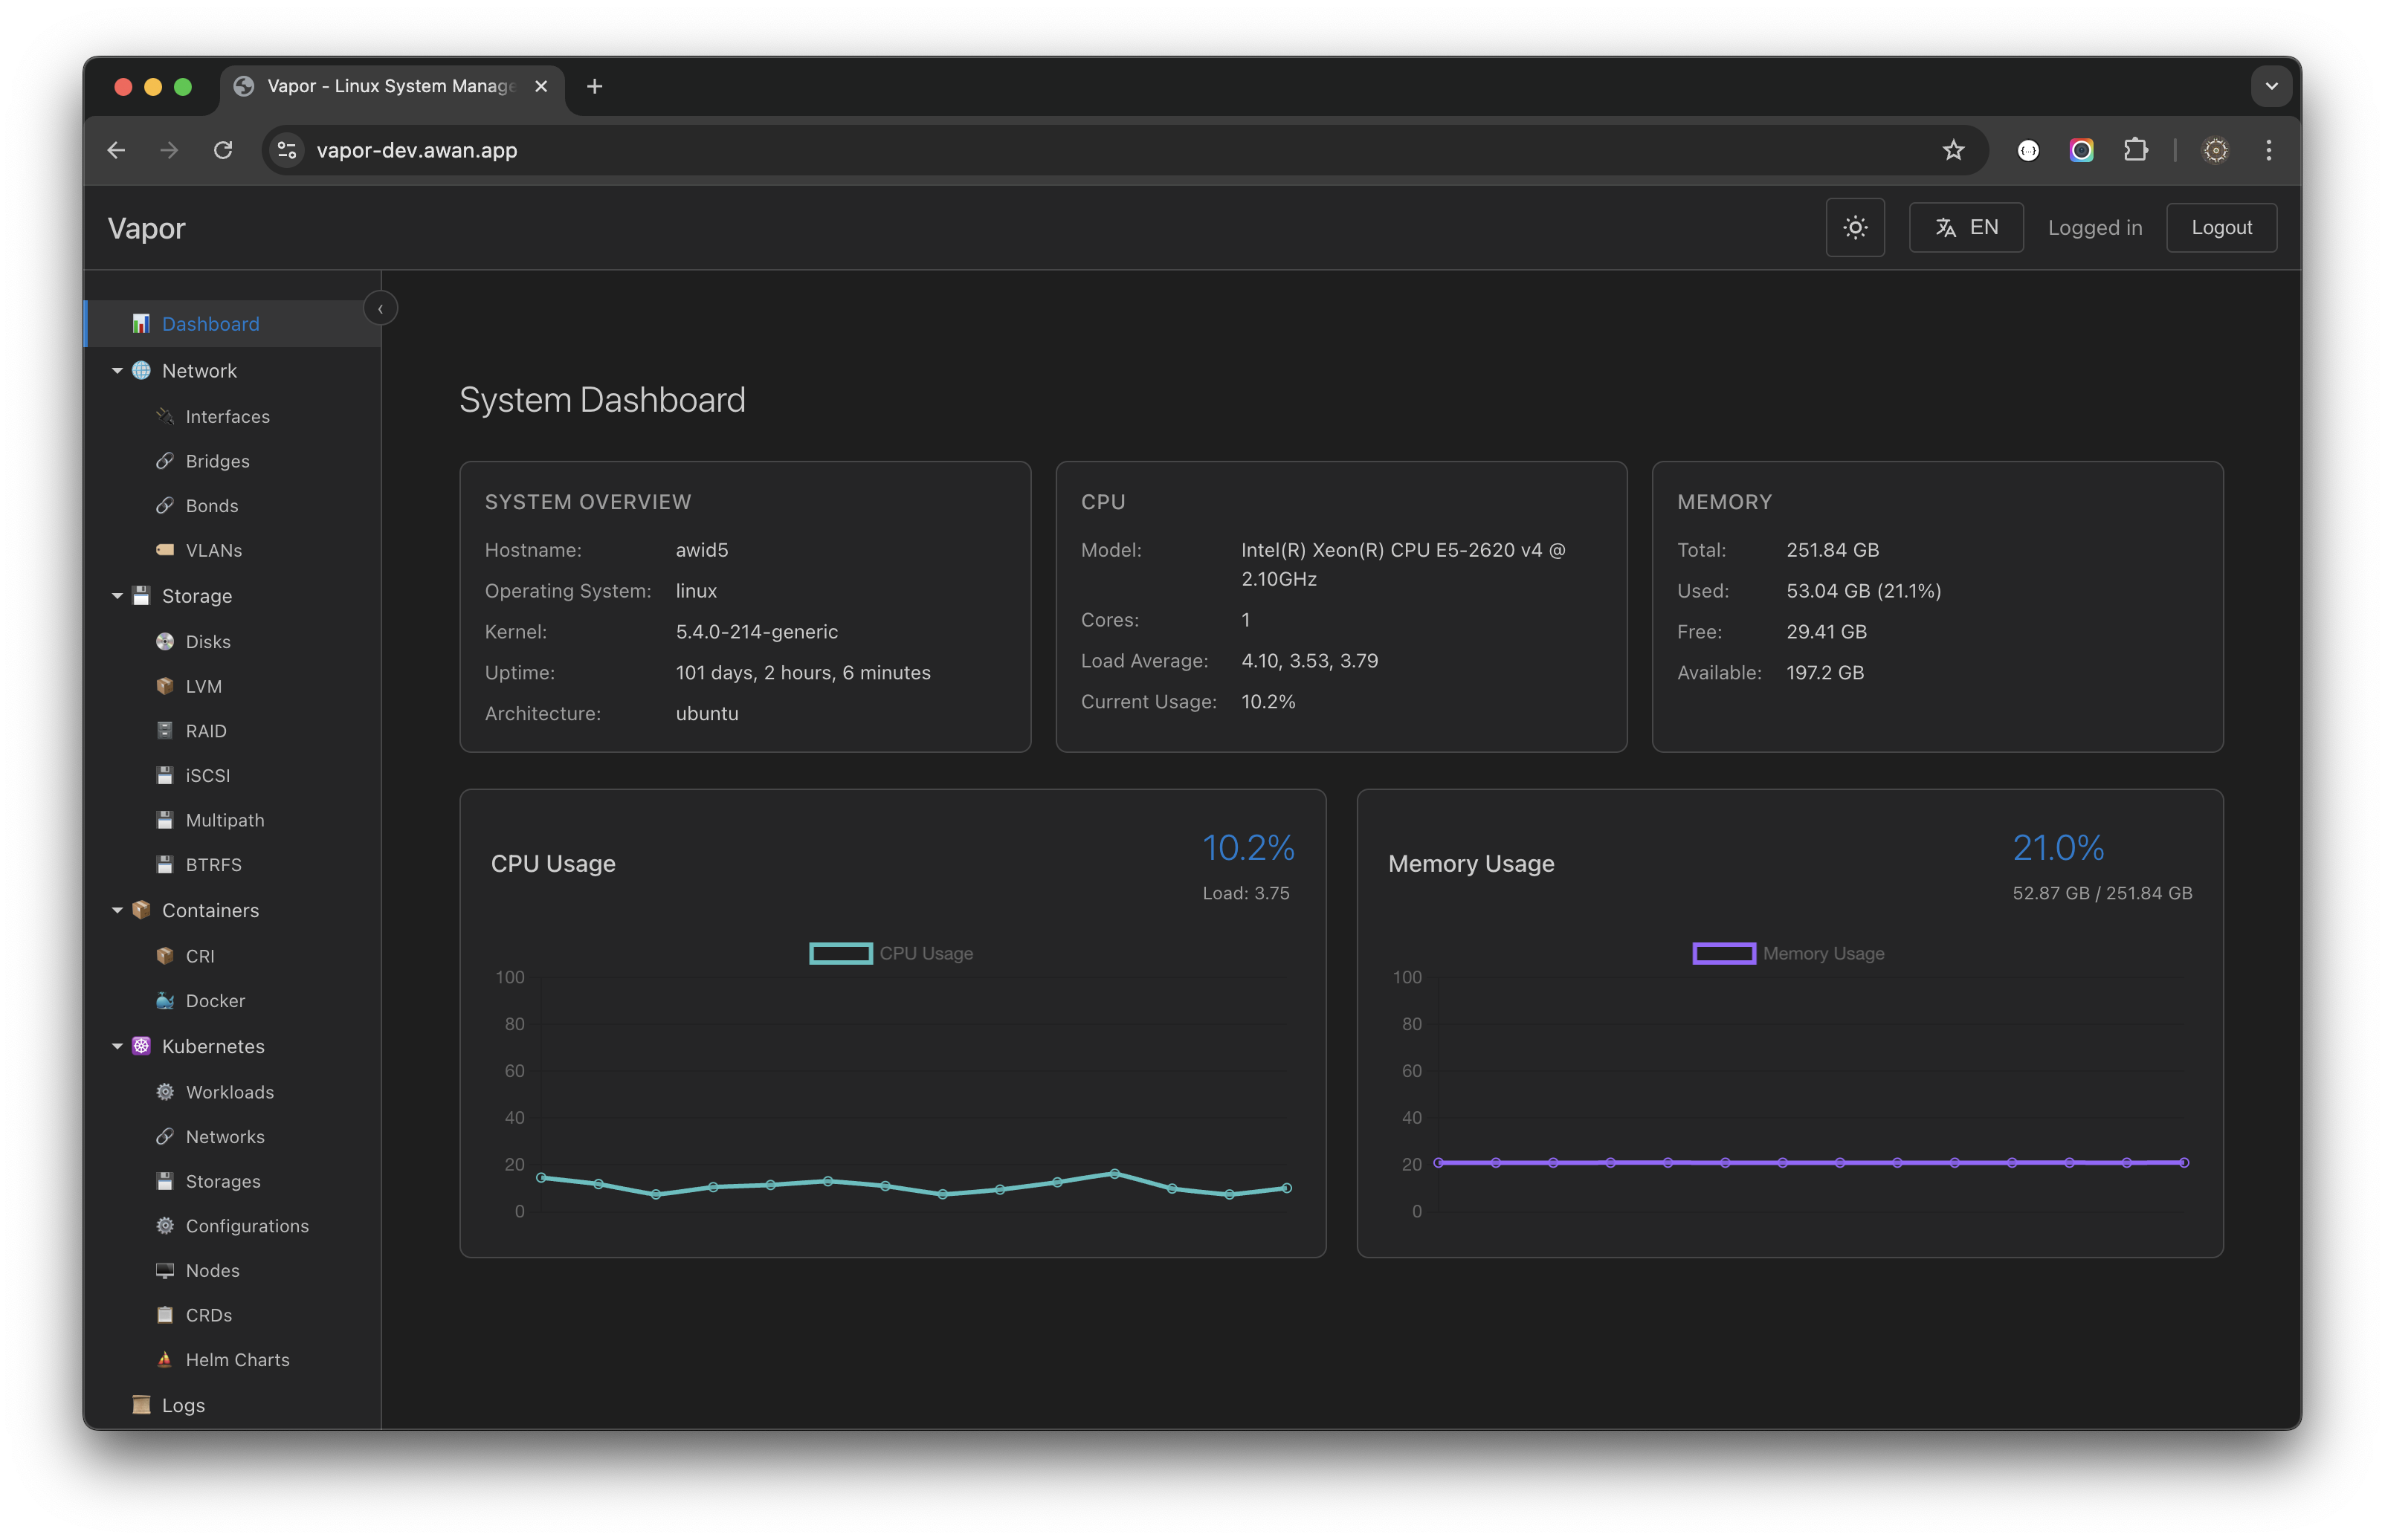 Vapor - Linux System Manage
vapor-dev.awan.app
Vapor
EN
Logged in
Logout
Dashboard
Network
Interfaces
Bridges
Bonds
VLANs
Storage
Disks
LVM
RAID
iSCSI
Multipath
BTRFS
Containers
CRI
Docker
Kubernetes
Workloads
Networks
Storages
Configurations
Nodes
CRDs
Helm Charts
Logs
System Dashboard
SYSTEM OVERVIEW
Hostname: awid5
Operating System: linux
Kernel: 5.4.0-214-generic
Uptime: 101 days, 2 hours, 6 minutes
Architecture: ubuntu
CPU
Model: Intel(R) Xeon(R) CPU E5-2620 v4 @
2.10GHz
Cores: 1
Load Average: 4.10, 3.53, 3.79
Current Usage: 10.2%
MEMORY
Total: 251.84 GB
Used: 53.04 GB (21.1%)
Free: 29.41 GB
Available: 197.2 GB
CPU Usage
10.2%
Load: 3.75
CPU Usage
100
80
60
40
20
0
Memory Usage
21.0%
52.87 GB / 251.84 GB
Memory Usage
100
80
60
40
20
0